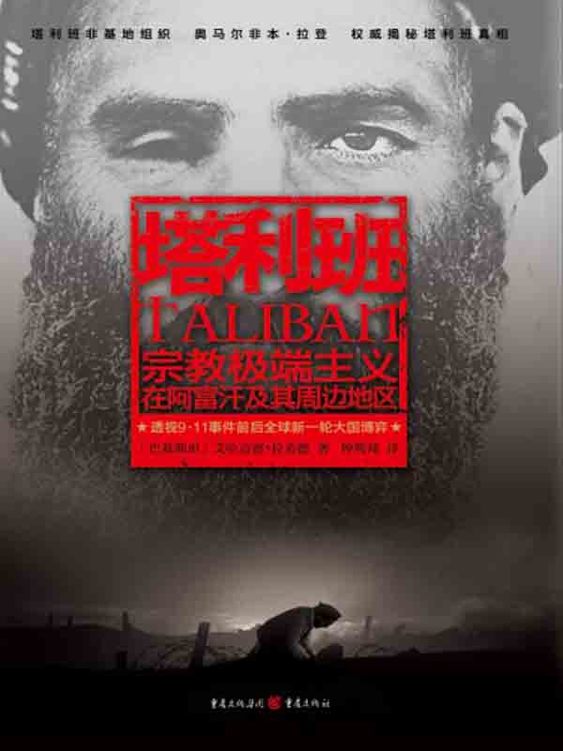 塔利班非基地组织 奥马尔非本·拉登 权威揭秘塔利班真相
塔利班
TALIBAN
宗教极端主义
在阿富汗及其周边地区
★透视9·11事件前后全球新一轮大国博弈★
〔巴基斯坦〕艾哈迈德·拉希德 著 钟鹰翔 译
重庆出版集团 重庆出版社